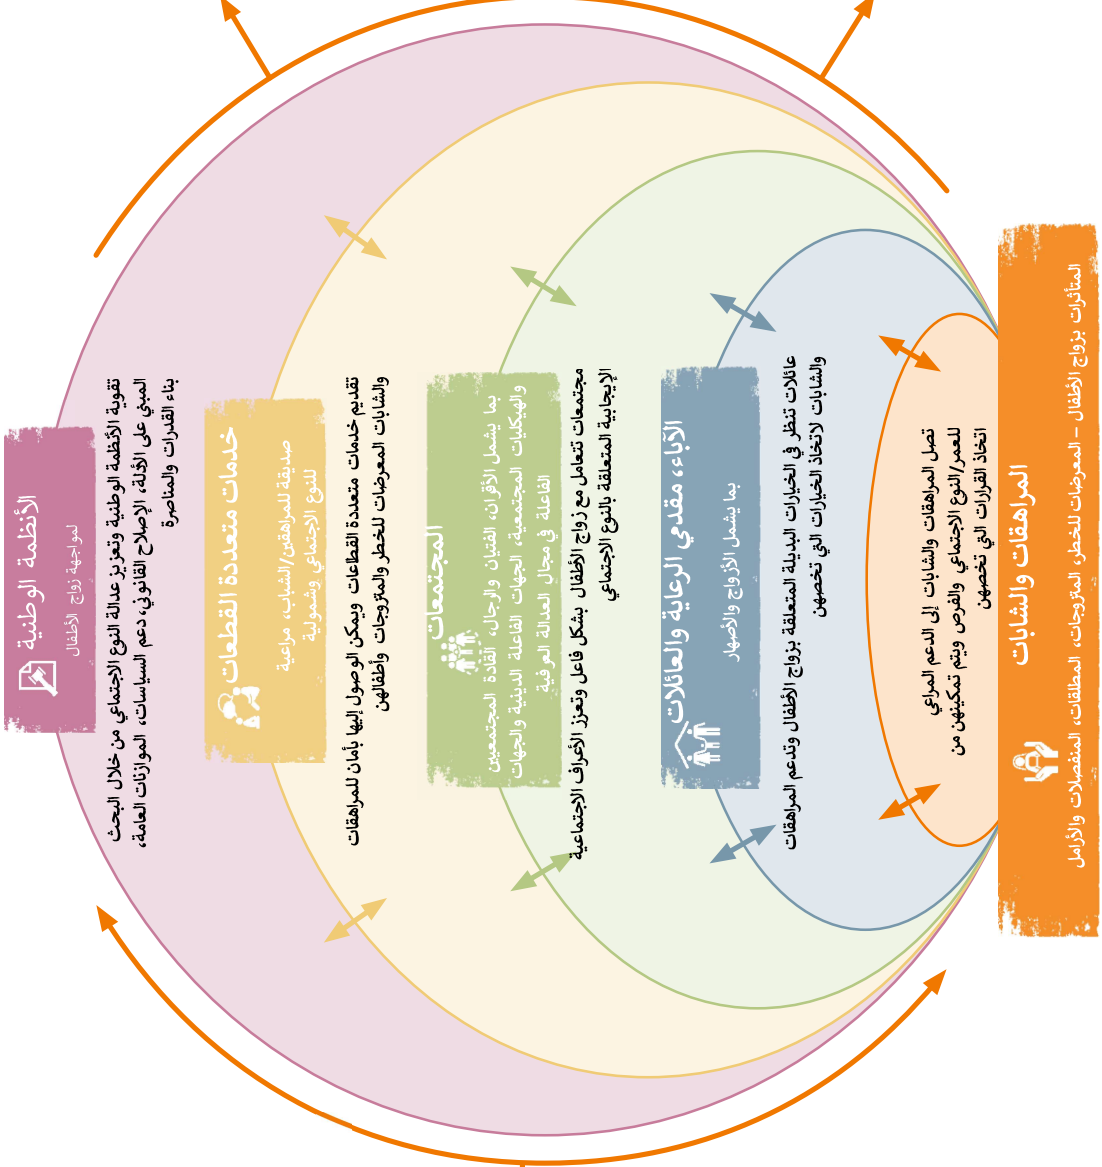 الأنظمة الوطنية
لمواجهة زواج الأطفال
تقوية الأنظمة الوطنية وتعزيز عدالة النوع الاجتماعي من خلال البحث
المبني على الأدلة، الإصلاح القانوني، دعم السياسات، الموازنات العامة،
بناء القدرات والمناصرة
خدمات متعددة القطعات
صديقة للمراهقين/الشباب، مراعية
للنوع الاجتماعي وشمولية
تقديم خدمات متعددة القطاعات ويمكن الوصول إليها بأمان للمراهقات
والشابات المعرضات للخطر والمتزوجات وأطفالهن
المجتمعات
بما يشمل الأقران، الفتيان والرجال، القادة المجتمعيين
والهيكليات المجتمعية، الجهات الفاعلة الدينية والجهات
الفاعلة في مجال العدالة العرفية
مجتمعات تتعامل مع زواج الأطفال بشكل فاعل وتعزز الأعراف الاجتماعية
الإيجابية المتعلقة بالنوع الاجتماعي
الآباء، مقدمي الرعاية والعائلات
بما يشمل الأزواج والأصهار
عائلات تنظر في الخيارات البديلة المتعلقة بزواج الأطفال وتدعم المراهقات
والشابات لاتخاذ الخيارات التي تخصهن
تصل المراهقات والشابات إلى الدعم المراعي
للعمر/النوع الاجتماعي والفرص ويتم تمكينهن من
اتخاذ القرارات التي تخصهن
المراهقات والشابات
المتأثرات بزواج الأطفال – المعرضات للخطر، المتزوجات، المطلقات، المنفصلات والأرامل